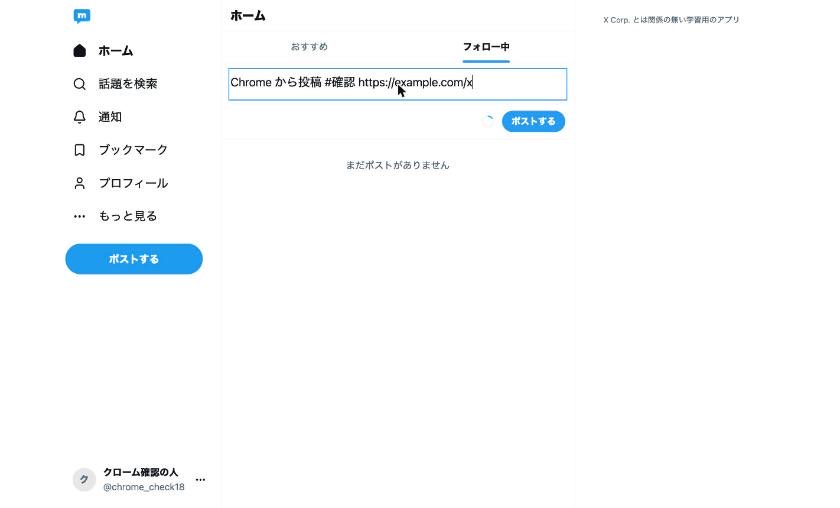 m
ホーム
X Corp. とは関係の無い学習用のアプリ
ホーム
話題を検索
通知
ブックマーク
プロフィール
もっと見る
ポストする
おすすめ
フォロー中
Chrome から投稿 #確認 https://example.com/x
ポストする
まだポストがありません
ク
クローム確認の人
@chrome_check18